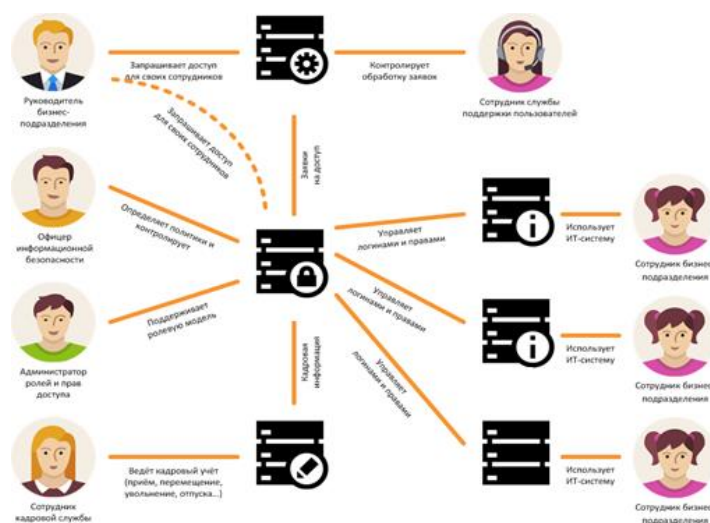 Запрашивает доступ
для своих сотрудников
Контролирует
обработку заявок
Руководитель
бизнес-
подразделения
Сотрудник службы
поддержки пользователей
Запрашивает доступ
для своих сотрудников
Заявки
на доступ
Офицер
информационной
безопасности
Определяет политики и
контролирует
Управляет
логинами и правами
Использует
ИТ-систему
Сотрудник бизнес
подразделения
Администратор
ролей и прав
доступа
Поддерживает
ролевую модель
Управляет
логинами и правами
Использует
ИТ-систему
Сотрудник бизнес
подразделения
Кадровая
информация
Управляет
логинами и правами
Сотрудник
кадровой службы
Ведёт кадровый учёт
(приём, перемещение,
увольнение, отпуска...)
Использует
ИТ-систему
Сотрудник бизнес
подразделения